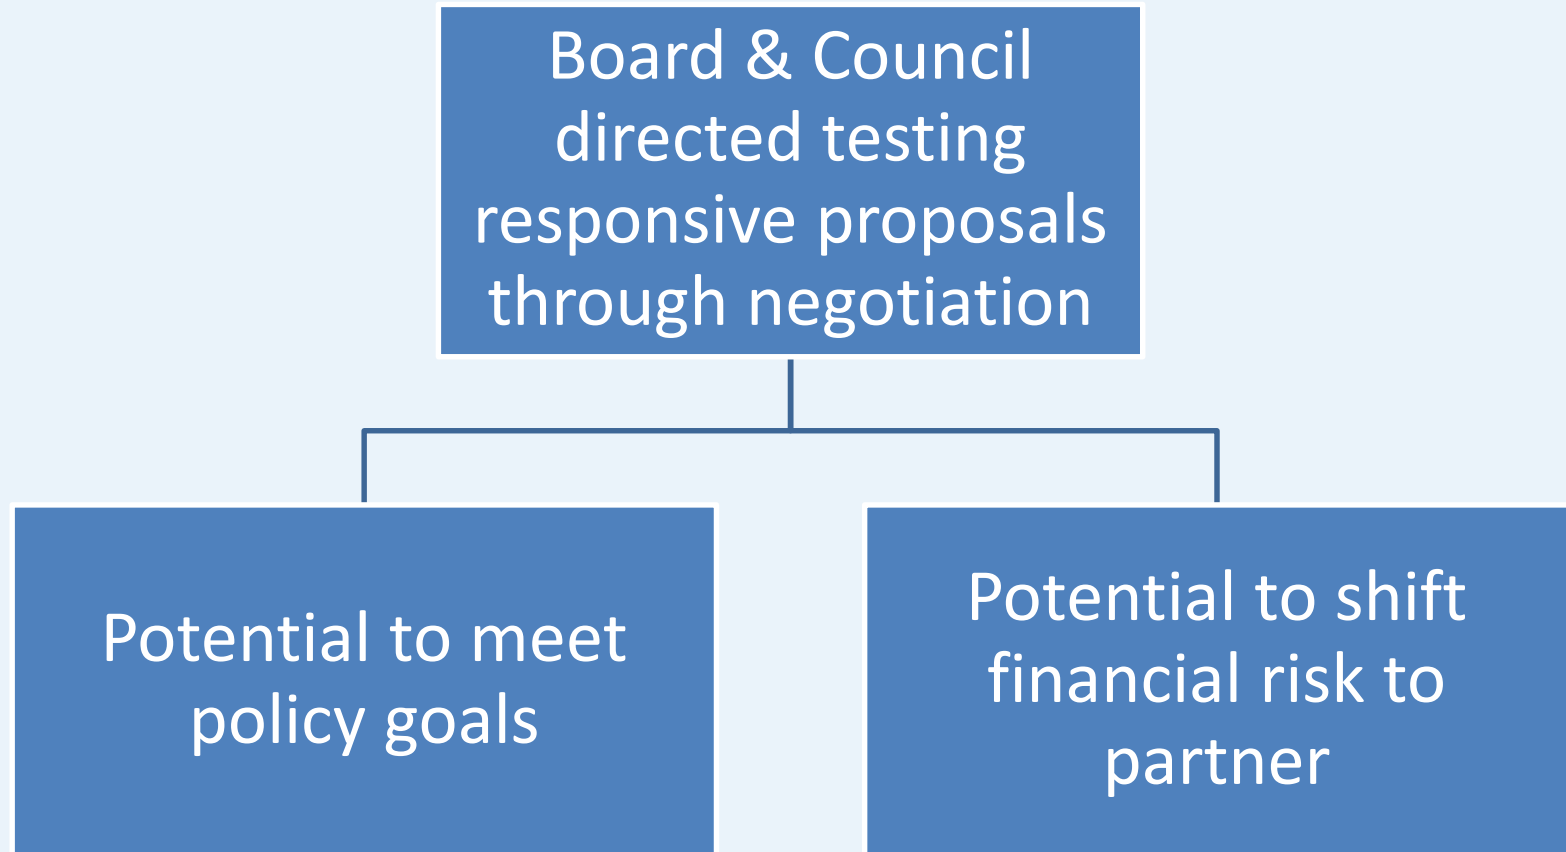 Board & Council
directed testing
responsive proposals
through negotiation
Potential to meet
policy goals
Potential to shift
financial risk to
partner